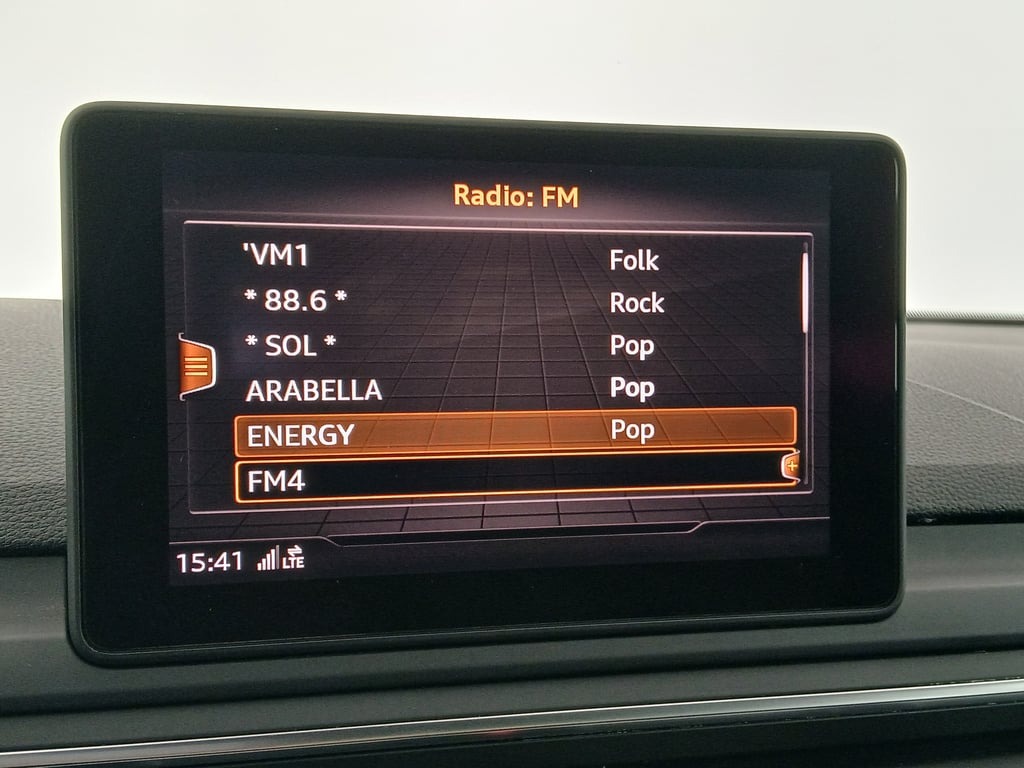 Radio: FM
'VM1 Folk
* 88.6 * Rock
* SOL * Pop
ARABELLA Pop
ENERGY Pop
FM4
15:41 LTE